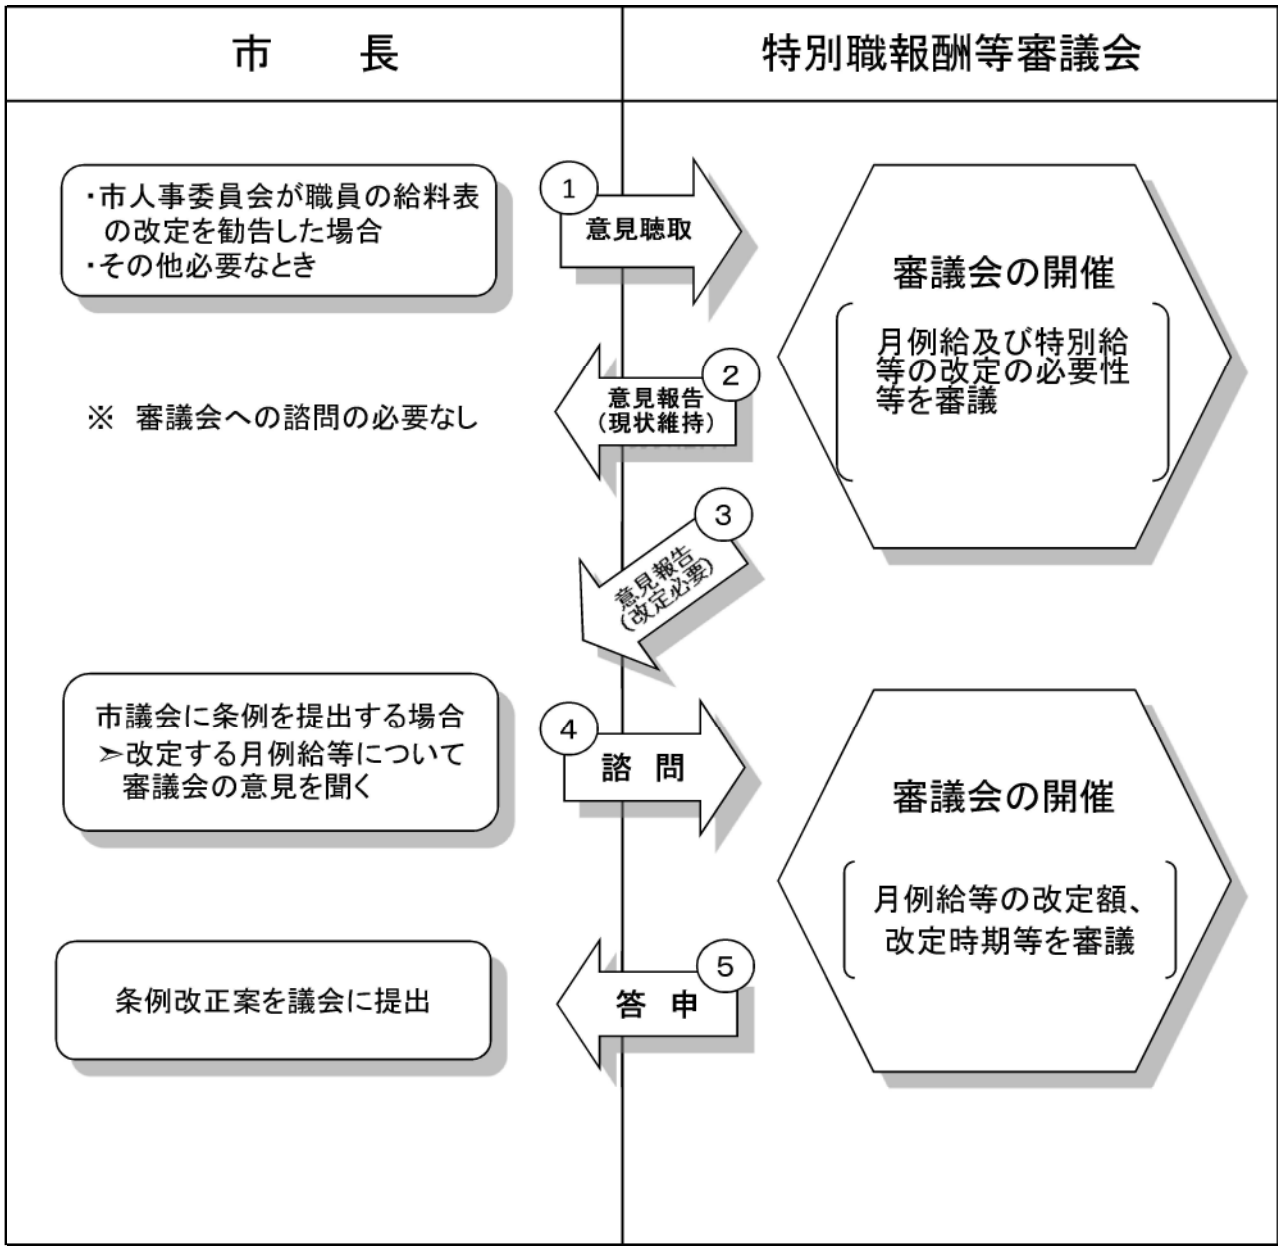 市　長
特別職報酬等審議会
・市人事委員会が職員の給料表
の改定を勧告した場合
・その他必要なとき
1
意見聴取
審議会の開催
月例給及び特別給
等の改定の必要性
等を審議
2
意見報告
(現状維持)
※　審議会への諮問の必要なし
3
意見報告
(改定必要)
市議会に条例を提出する場合
➣改定する月例給等について
審議会の意見を聞く
4
諮　問
審議会の開催
月例給等の改定額、
改定時期等を審議
5
答　申
条例改正案を議会に提出